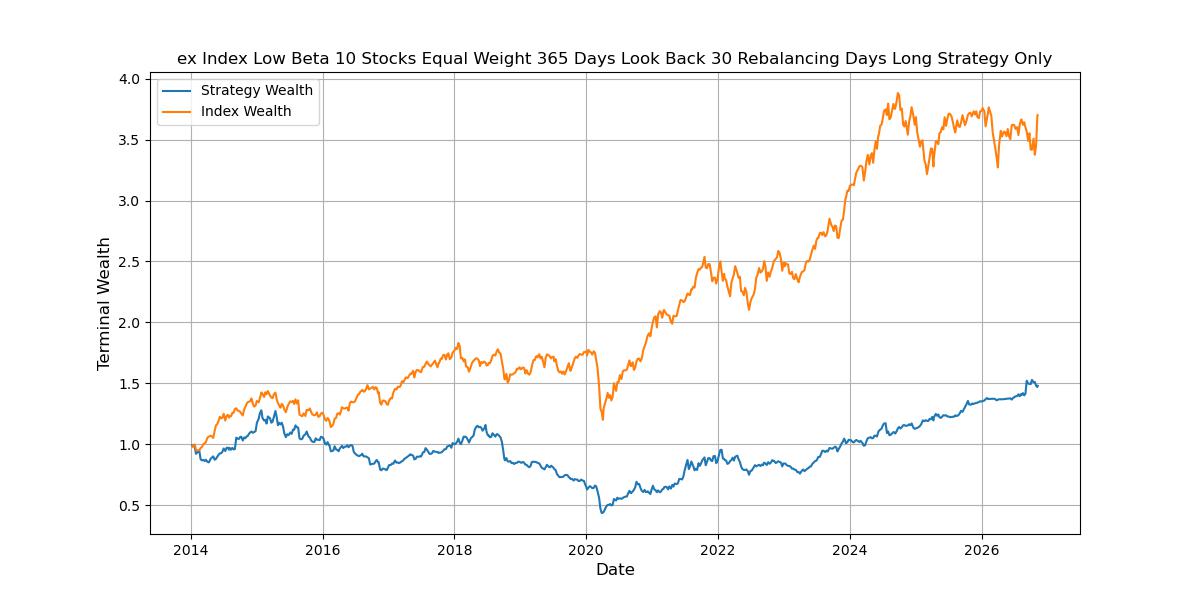 ex Index Low Beta 10 Stocks Equal Weight 365 Days Look Back 30 Rebalancing Days Long Strategy Only
Strategy Wealth
Index Wealth
Terminal Wealth
4.0
3.5
3.0
2.5
2.0
1.5
1.0
0.5
2014 2016 2018 2020 2022 2024 2026
Date